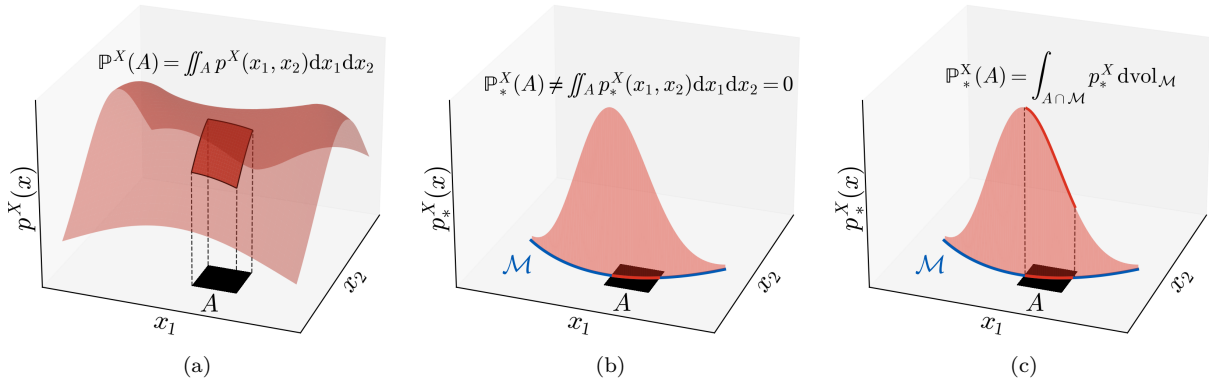 ℙ^X(A) = ∬_A p^X(x_1, x_2)dx_1dx_2
p^X(x)
A
x_1
x_2
(a)
ℙ_*^X(A) ≠ ∬_A p_*^X(x_1, x_2)dx_1dx_2 = 0
p_*^X(x)
ℳ
A
x_1
x_2
(b)
ℙ_*^X(A) = ∫_{A∩ℳ} p_*^X dvol_ℳ
p_*^X(x)
ℳ
A
x_1
x_2
(c)